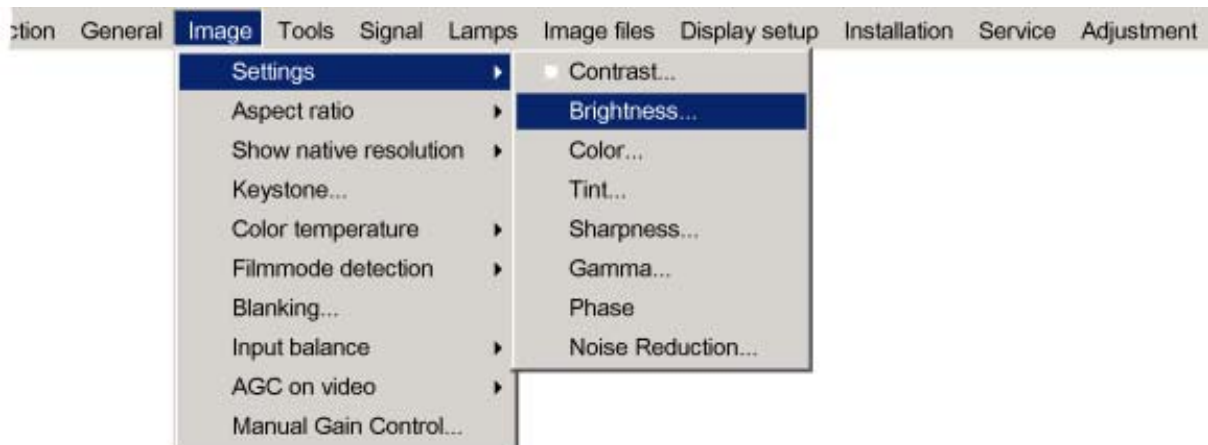 ction General Image Tools Signal Lamps Image files Display setup Installation Service Adjustment
Settings
Aspect ratio
Show native resolution
Keystone...
Color temperature
Filmmode detection
Blanking...
Input balance
AGC on video
Manual Gain Control...
Contrast...
Brightness...
Color...
Tint...
Sharpness...
Gamma...
Phase
Noise Reduction...